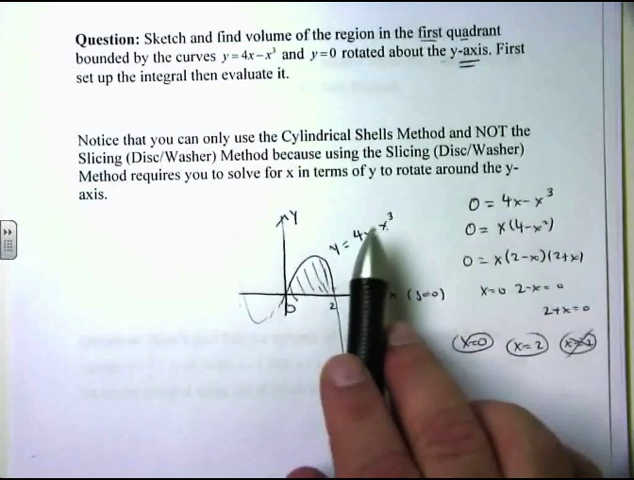 Question: Sketch and find volume of the region in the first quadrant
bounded by the curves y = 4x − x³ and y = 0 rotated about the y-axis. First
set up the integral then evaluate it.
Notice that you can only use the Cylindrical Shells Method and NOT the
Slicing (Disc/Washer) Method because using the Slicing (Disc/Washer)
Method requires you to solve for x in terms of y to rotate around the y-
axis.
0 = 4x - x³
0 = x(4-x²)
0 = x(2-x)(2+x)
x=0 2-x=0
2+x=0
x=0 x=2
y
y = 4x x³
x (y=0)
0 2